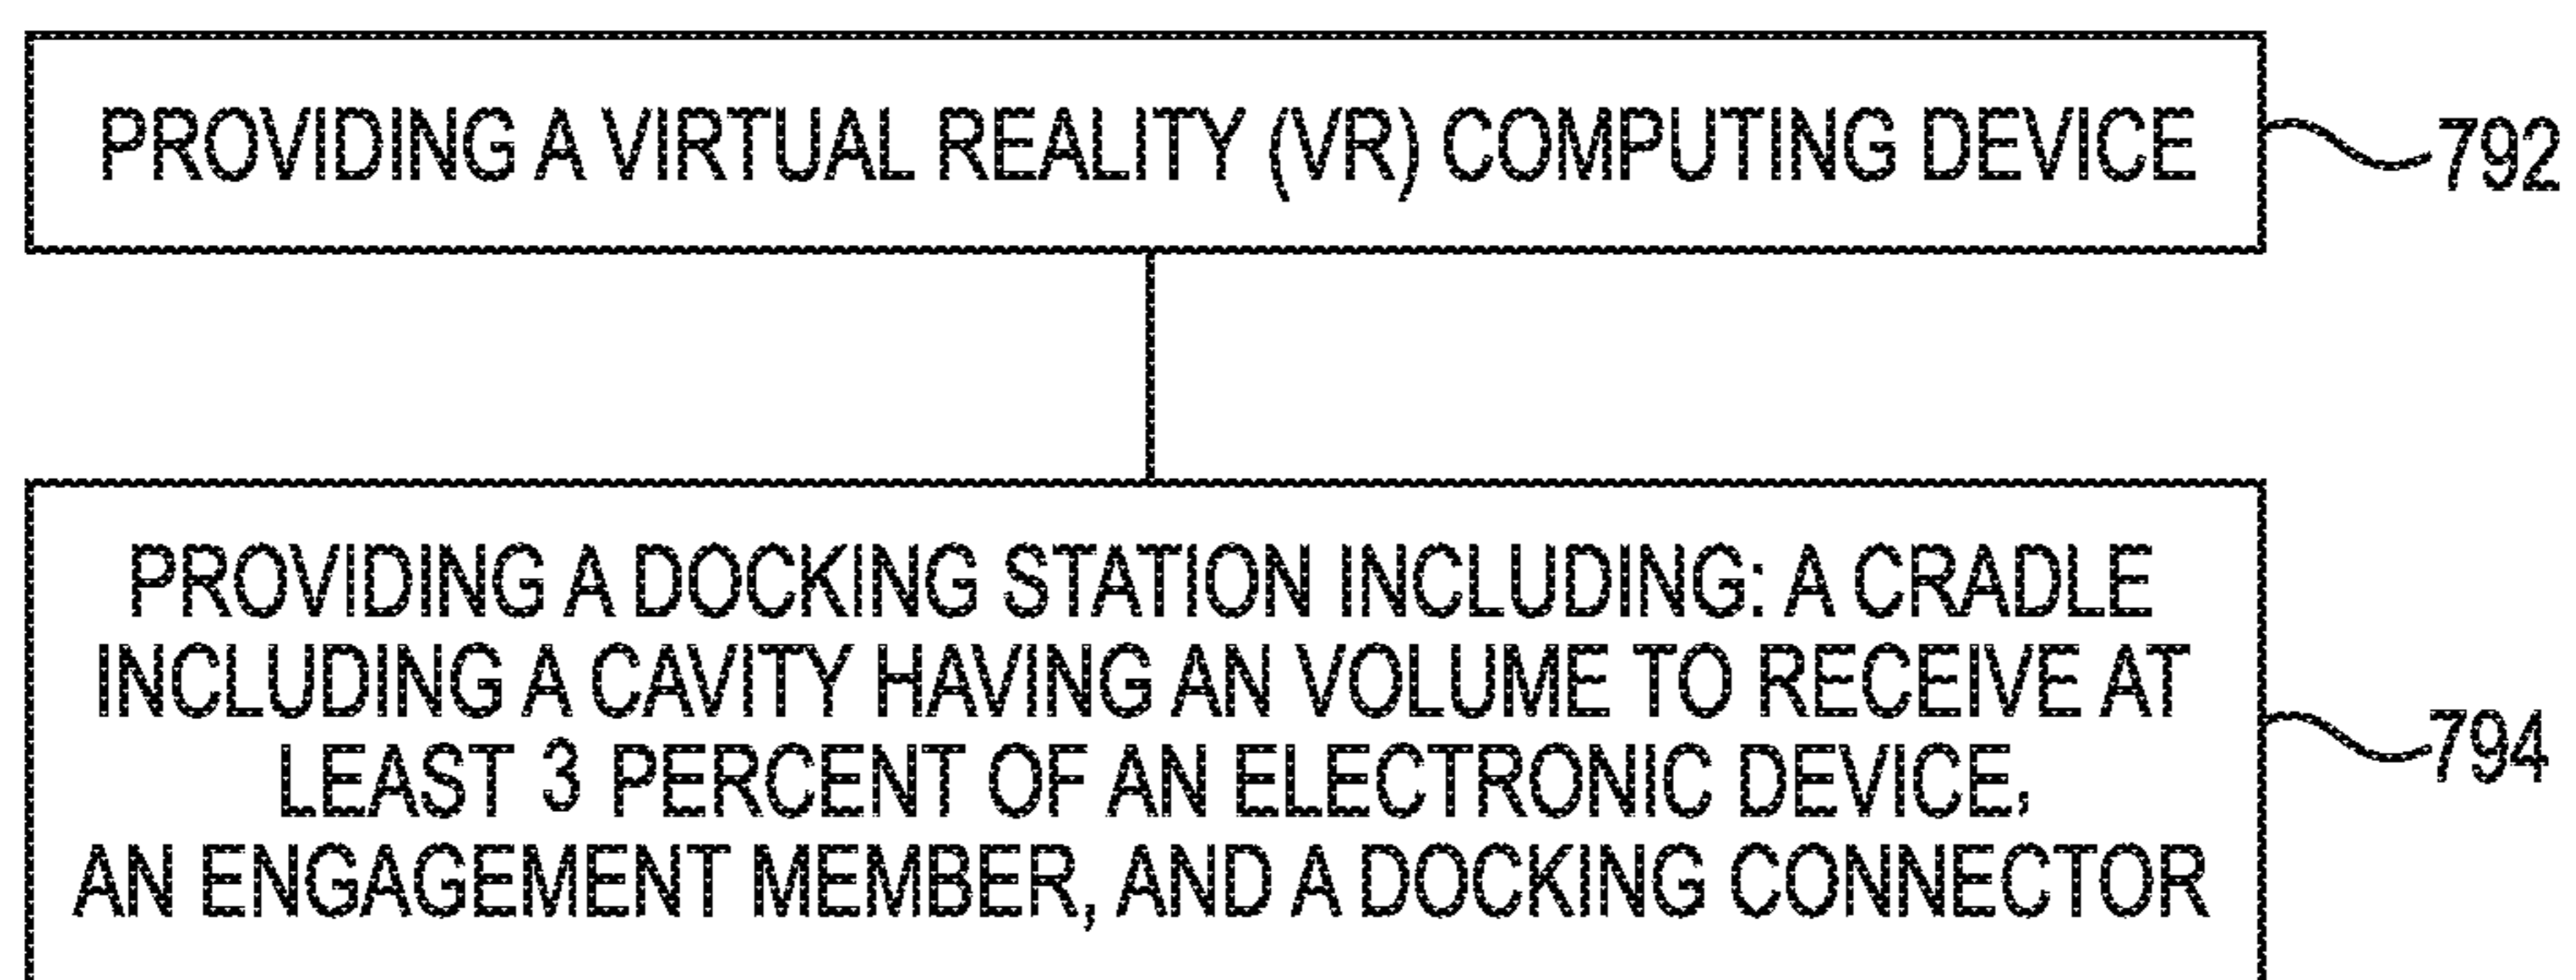 PROVIDING A VIRTUAL REALITY (VR) COMPUTING DEVICE
792
PROVIDING A DOCKING STATION INCLUDING: A CRADLE
INCLUDING A CAVITY HAVING AN VOLUME TO RECEIVE AT
LEAST 3 PERCENT OF AN ELECTRONIC DEVICE,
AN ENGAGEMENT MEMBER, AND A DOCKING CONNECTOR
794